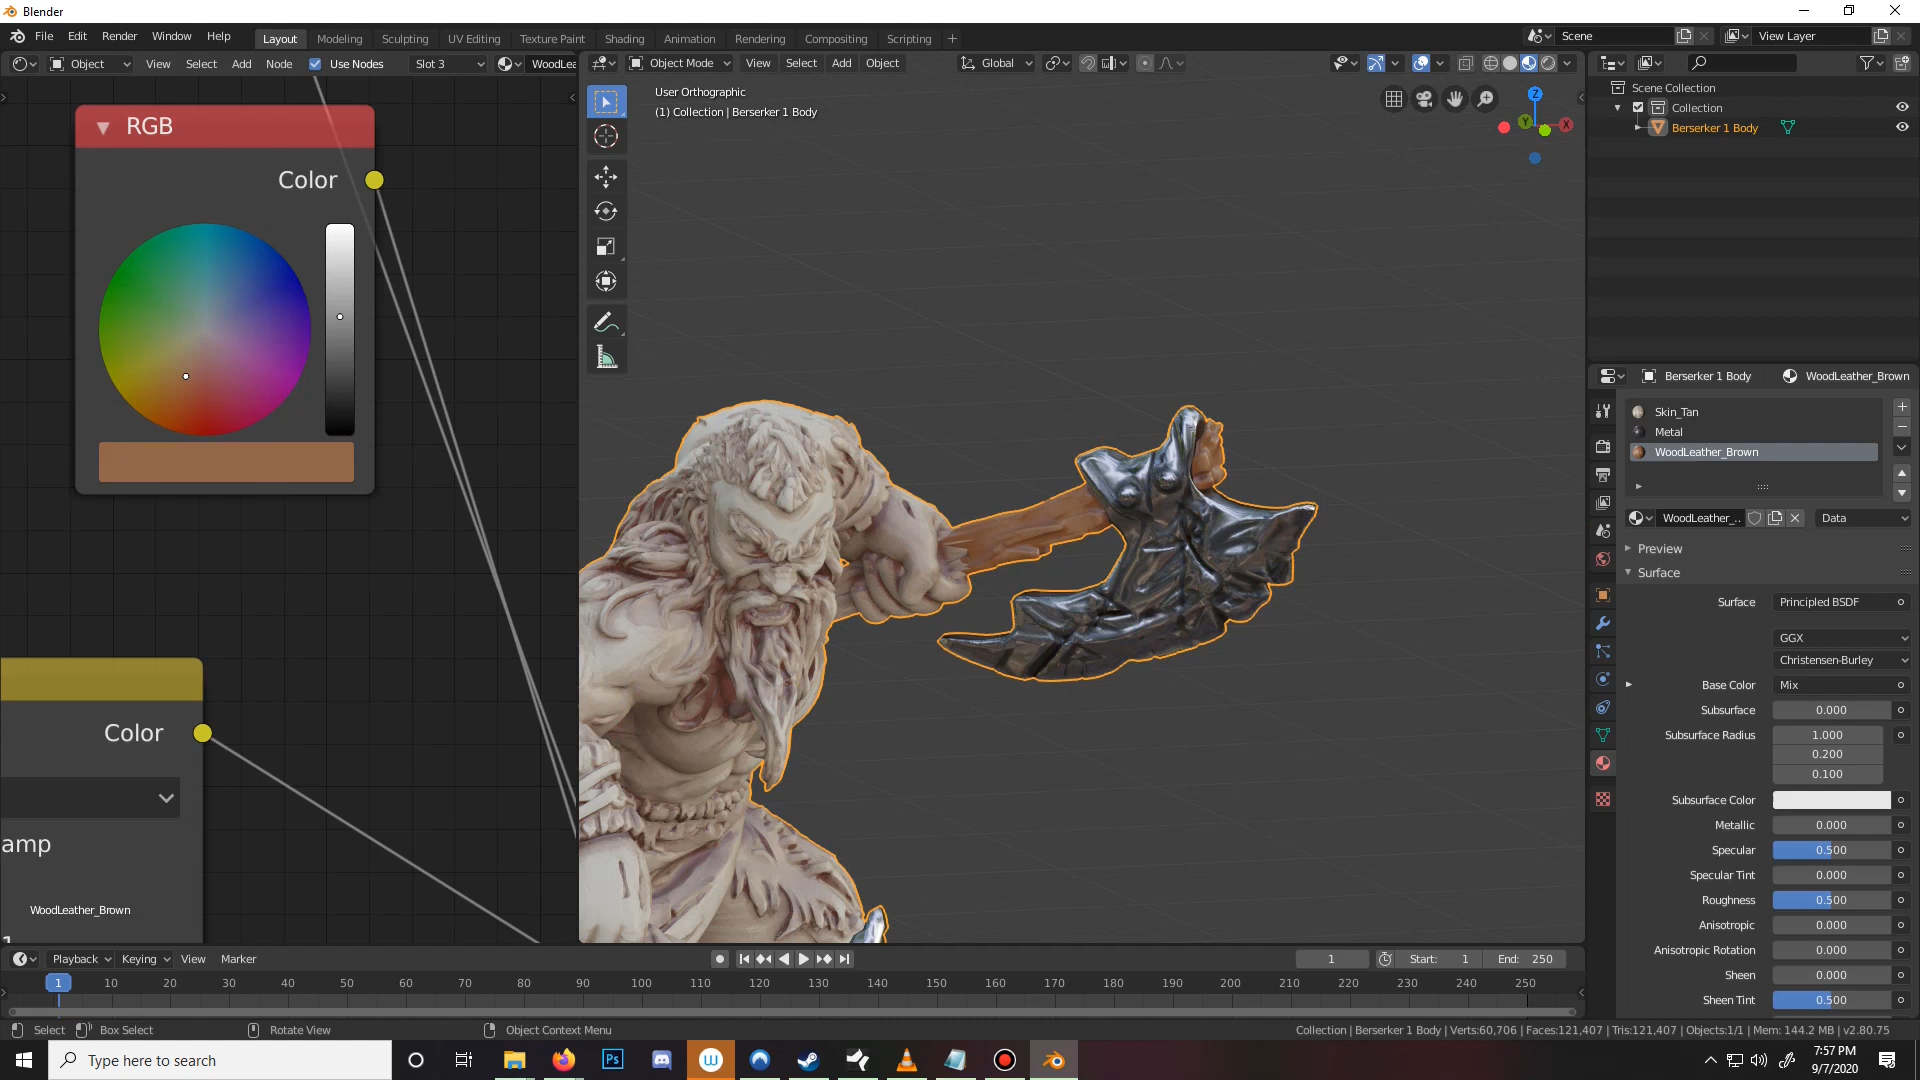 Blender
File Edit Render Window Help Layout Modeling Sculpting UV Editing Texture Paint Shading Animation Rendering Compositing Scripting + Scene View Layer
Object View Select Add Node Use Nodes Slot 3 WoodLea
Object Mode View Select Add Object Global
User Orthographic
(1) Collection | Berserker 1 Body
Z
Y
X
RGB
Color
Color
amp
WoodLeather_Brown
1
Scene Collection
Collection
Berserker 1 Body
Berserker 1 Body WoodLeather_Brown
Skin_Tan
Metal
WoodLeather_Brown
WoodLeather_.. Data
Preview
Surface
Surface Principled BSDF
GGX
Christensen-Burley
Base Color Mix
Subsurface 0.000
Subsurface Radius 1.000
0.200
0.100
Subsurface Color
Metallic 0.000
Specular 0.500
Specular Tint 0.000
Roughness 0.500
Anisotropic 0.000
Anisotropic Rotation 0.000
Sheen 0.000
Sheen Tint 0.500
Playback Keying View Marker 1 Start: 1 End: 250
1 10 20 30 40 50 60 70 80 90 100 110 120 130 140 150 160 170 180 190 200 210 220 230 240 250
Select Box Select Rotate View Object Context Menu Collection | Berserker 1 Body | Verts:60,706 | Faces:121,407 | Tris:121,407 | Objects:1/1 | Mem: 144.2 MB | v2.80.75
Type here to search
Ps
W
7:57 PM
9/7/2020